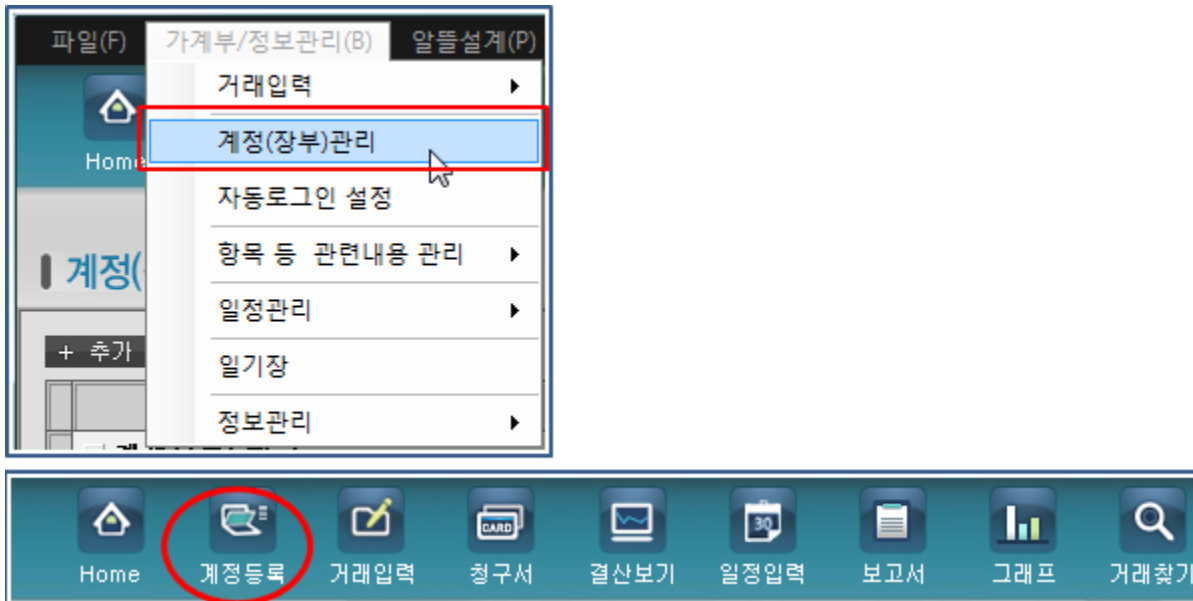 파일(F) 가계부/정보관리(B) 알뜰설계(P)
거래입력
계정(장부)관리
Home
자동로그인 설정
항목 등 관련내용 관리
계정(
일정관리
+ 추가
일기장
정보관리
CARD 30
Home 계정등록 거래입력 청구서 결산보기 일정입력 보고서 그래프 거래찾기